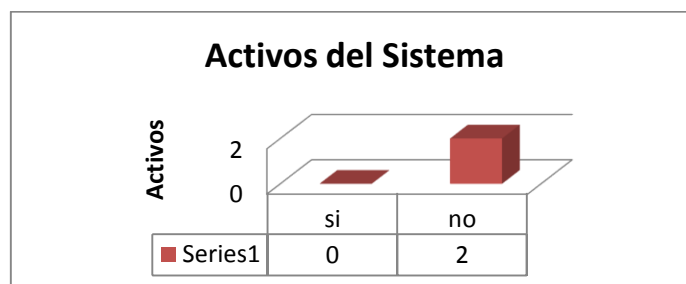 Activos del Sistema
Activos
2
0
si no
Series1 0 2